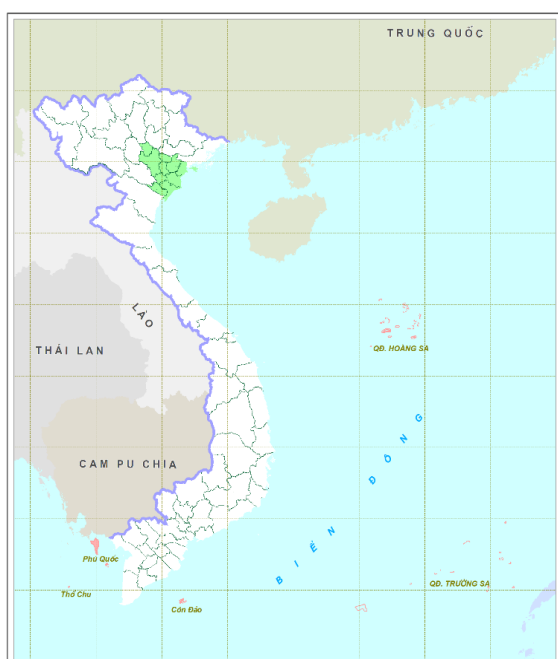 TRUNG QUỐC
LÀO
QĐ. HOÀNG SA
THÁI LAN
BIỂN ĐÔNG
CAM PU CHIA
Phú Quốc
QĐ. TRƯỜNG SA
Thổ Chu
Côn Đảo